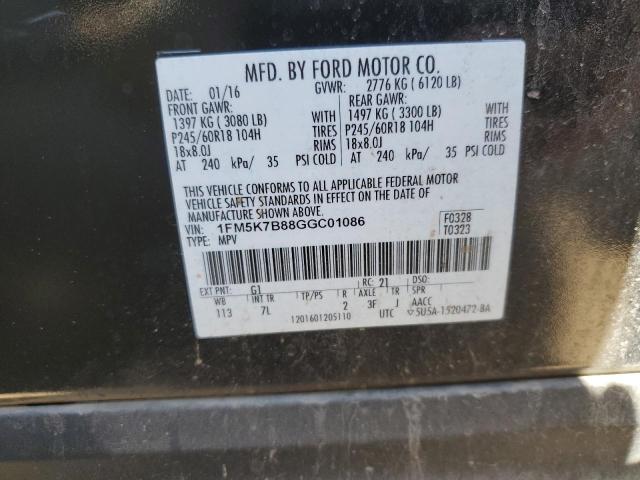 MFD. BY FORD MOTOR CO.
DATE: 01/16 GVWR: 2776 KG ( 6120 LB)
FRONT GAWR: REAR GAWR:
1397 KG ( 3080 LB) WITH 1497 KG ( 3300 LB) WITH
P245/60R18 104H TIRES P245/60R18 104H TIRES
18x8.0J RIMS 18x8.0J RIMS
AT 240 kPa/ 35 PSI COLD AT 240 kPa/ 35 PSI COLD
THIS VEHICLE CONFORMS TO ALL APPLICABLE FEDERAL MOTOR
VEHICLE SAFETY STANDARDS IN EFFECT ON THE DATE OF
MANUFACTURE SHOWN ABOVE.
VIN: 1FM5K7B88GGC01086 F0328
TYPE: MPV T0323
EXT PNT: G1 RC: 21 DSO:
WB INT TR TP/PS R AXLE TR SPR
113 7L 2 3F J AACC
1201601205110 UTC 5U5A-1520472-BA